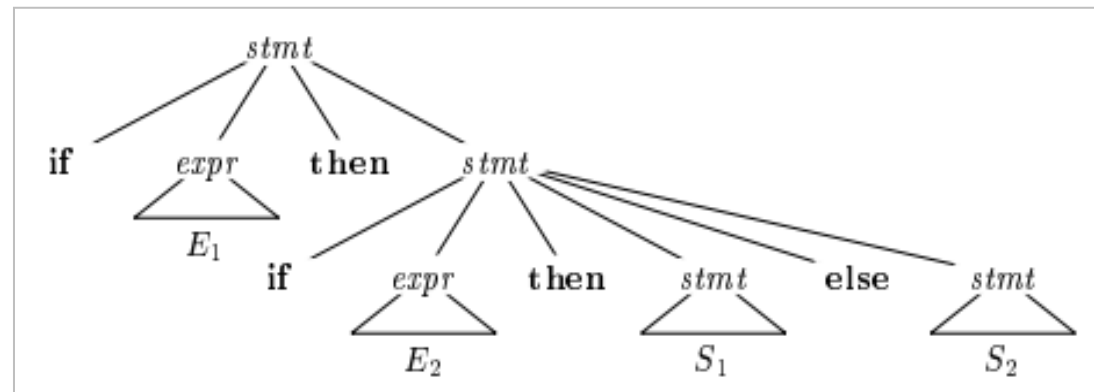 stmt
if expr then stmt
E₁
if expr then stmt else stmt
E₂ S₁ S₂